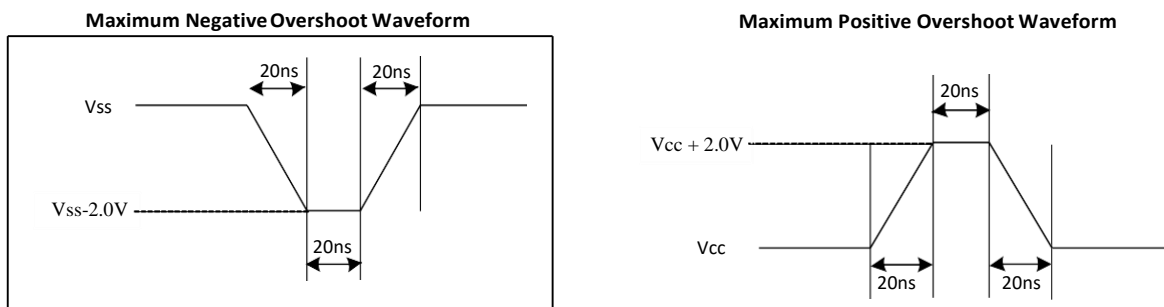 Maximum Negative Overshoot Waveform
20ns
20ns
Vss
Vss-2.0V
20ns
Maximum Positive Overshoot Waveform
20ns
Vcc + 2.0V
Vcc
20ns
20ns